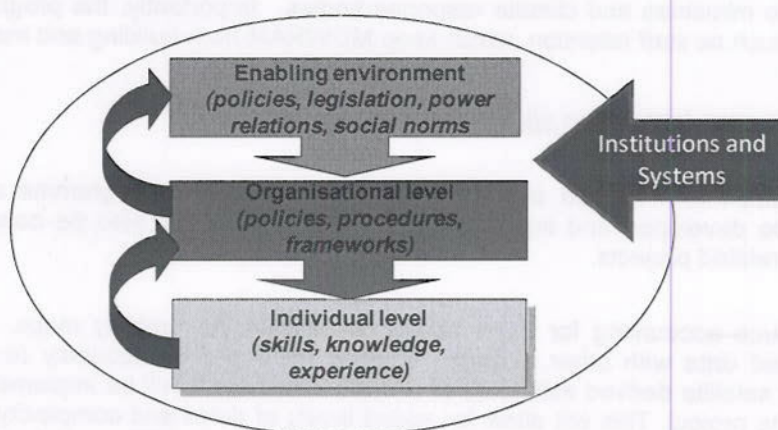 Enabling environment
(policies, legislation, power
relations, social norms
Institutions and
Systems
Organisational level
(policies, procedures,
frameworks)
Individual level
(skills, knowledge,
experience)